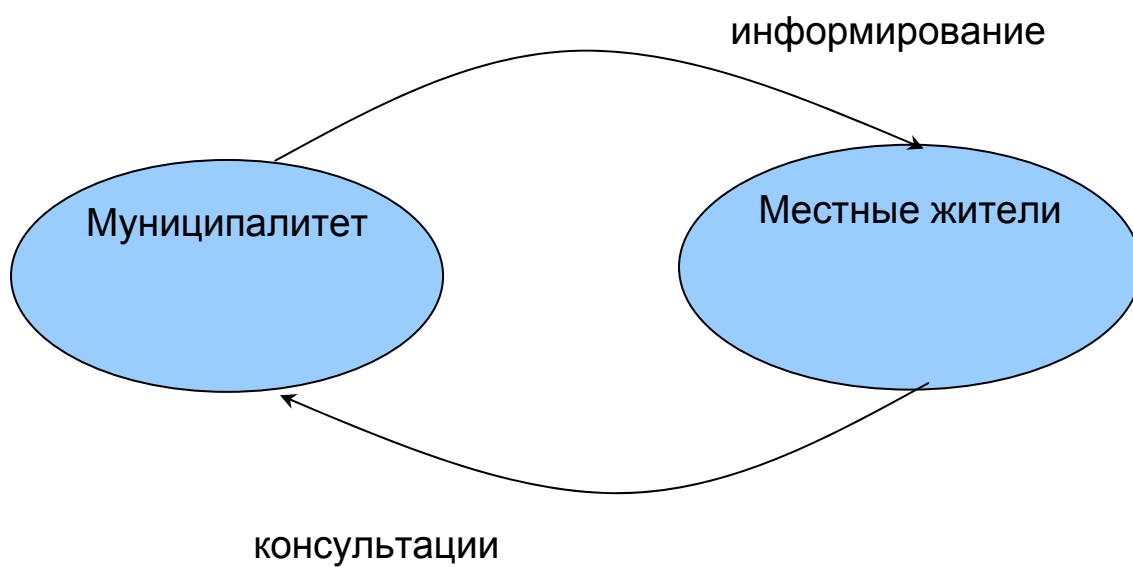 информирование
Муниципалитет
Местные жители
консультации